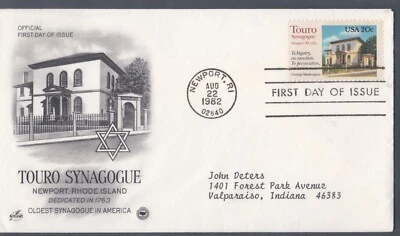 OFFICIAL
FIRST DAY OF ISSUE
TOURO SYNAGOGUE
NEWPORT, RHODE ISLAND
DEDICATED IN 1763
OLDEST SYNAGOGUE IN AMERICA
NEWPORT, RI
AUG
22
1982
02840
Touro
Synagogue
USA 20c
To bigotry,
no sanction.
To persecution,
no assistance.
George Washington
FIRST DAY OF ISSUE
John Deters
1401 Forest Park Avenue
Valparaiso, Indiana 46383